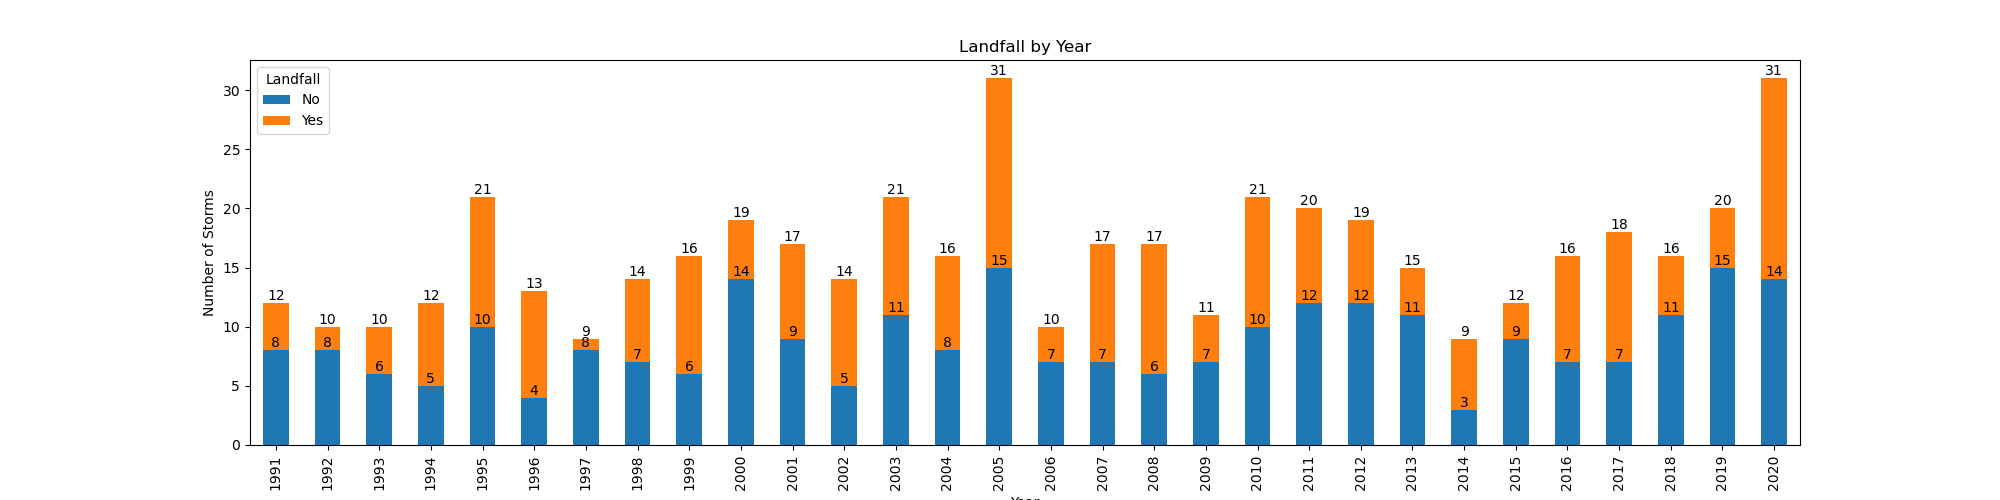 Landfall by Year
Landfall
No
Yes
Number of Storms
30
25
20
15
10
5
0
12 10 10 12 21 13 9 14 16 19 17 14 21 16 31 10 17 17 11 21 20 19 15 9 12 16 18 16 20 31
8 8 6 5 10 4 8 7 6 14 9 5 11 8 15 7 7 6 7 10 12 12 11 3 9 7 7 11 15 14
1991 1992 1993 1994 1995 1996 1997 1998 1999 2000 2001 2002 2003 2004 2005 2006 2007 2008 2009 2010 2011 2012 2013 2014 2015 2016 2017 2018 2019 2020
Year